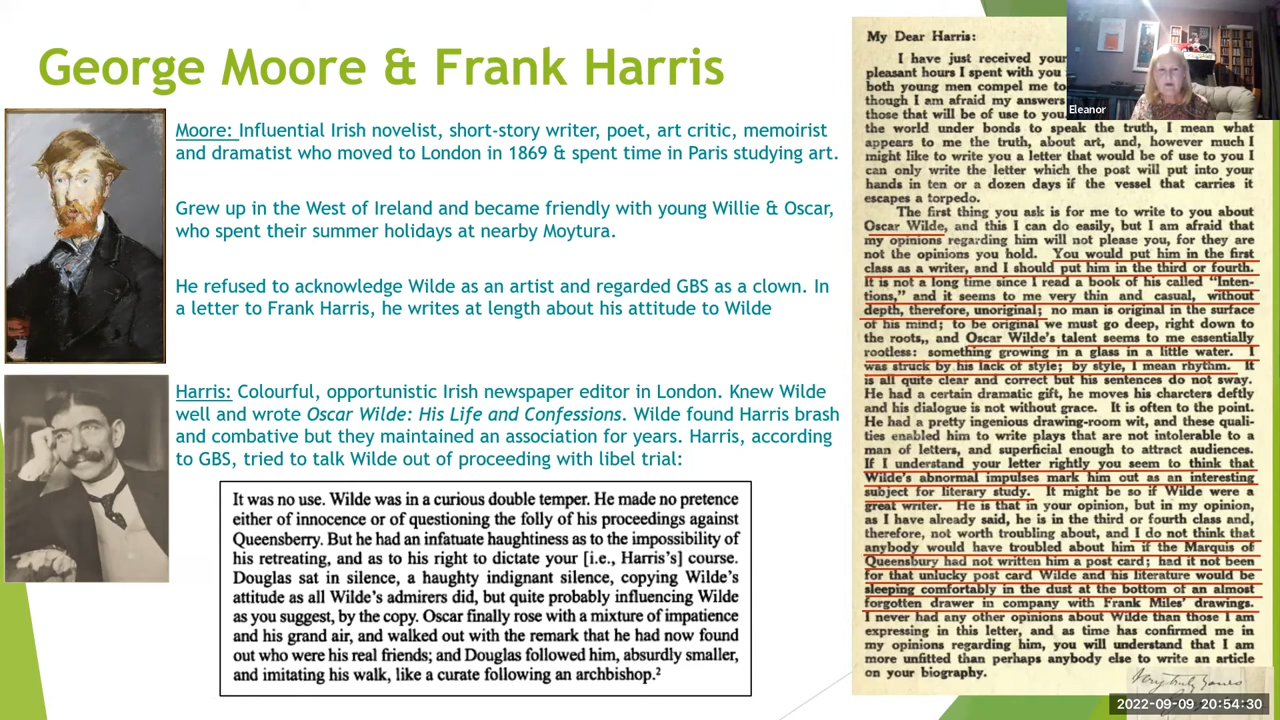 George Moore & Frank Harris
Moore: Influential Irish novelist, short-story writer, poet, art critic, memoirist
and dramatist who moved to London in 1869 & spent time in Paris studying art.
Grew up in the West of Ireland and became friendly with young Willie & Oscar,
who spent their summer holidays at nearby Moytura.
He refused to acknowledge Wilde as an artist and regarded GBS as a clown. In
a letter to Frank Harris, he writes at length about his attitude to Wilde
Harris: Colourful, opportunistic Irish newspaper editor in London. Knew Wilde
well and wrote Oscar Wilde: His Life and Confessions. Wilde found Harris brash
and combative but they maintained an association for years. Harris, according
to GBS, tried to talk Wilde out of proceeding with libel trial:
It was no use. Wilde was in a curious double temper. He made no pretence
either of innocence or of questioning the folly of his proceedings against
Queensberry. But he had an infatuate haughtiness as to the impossibility of
his retreating, and as to his right to dictate your [i.e., Harris's] course.
Douglas sat in silence, a haughty indignant silence, copying Wilde's
attitude as all Wilde's admirers did, but quite probably influencing Wilde
as you suggest, by the copy. Oscar finally rose with a mixture of impatience
and his grand air, and walked out with the remark that he had now found
out who were his real friends; and Douglas followed him, absurdly smaller,
and imitating his walk, like a curate following an archbishop.²
My Dear Harris:
I have just received your
pleasant hours I spent with you
both young men compel me to
though I am afraid my answers
those that will be of use to you.
the world under bonds to speak the truth, I mean what
appears to me the truth, about art, and, however much I
might like to write you a letter that would be of use to you I
can only write the letter which the post will put into your
hands in ten or a dozen days if the vessel that carries it
escapes a torpedo.
The first thing you ask is for me to write to you about
Oscar Wilde, and this I can do easily, but I am afraid that
my opinions regarding him will not please you, for they are
not the opinions you hold. You would put him in the first
class as a writer, and I should put him in the third or fourth.
It is not a long time since I read a book of his called "Inten-
tions," and it seems to me very thin and casual, without
depth, therefore, unoriginal; no man is original in the surface
of his mind; to be original we must go deep, right down to
the roots,, and Oscar Wilde's talent seems to me essentially
rootless: something growing in a glass in a little water. I
was struck by his lack of style; by style, I mean rhythm. It
is all quite clear and correct but his sentences do not sway.
He had a certain dramatic gift, he moves his charcters deftly
and his dialogue is not without grace. It is often to the point.
He had a pretty ingenious drawing-room wit, and these quali-
ties enabled him to write plays that are not intolerable to a
man of letters, and superficial enough to attract audiences.
If I understand your letter rightly you seem to think that
Wilde's abnormal impulses mark him out as an interesting
subject for literary study. It might be so if Wilde were a
great writer. He is that in your opinion, but in my opinion,
as I have already said, he is in the third or fourth class and,
therefore, not worth troubling about, and I do not think that
anybody would have troubled about him if the Marquis of
Queensbury had not written him a post card; had it not been
for that unlucky post card Wilde and his literature would be
sleeping comfortably in the dust at the bottom of an almost
forgotten drawer in company with Frank Miles' drawings.
I never had any other opinions about Wilde than those I am
expressing in this letter, and as time has confirmed me in
my opinions regarding him, you will understand that I am
more unfitted than perhaps anybody else to write an article
on your biography.
Very truly yours
Eleanor
2022-09-09 20:54:30